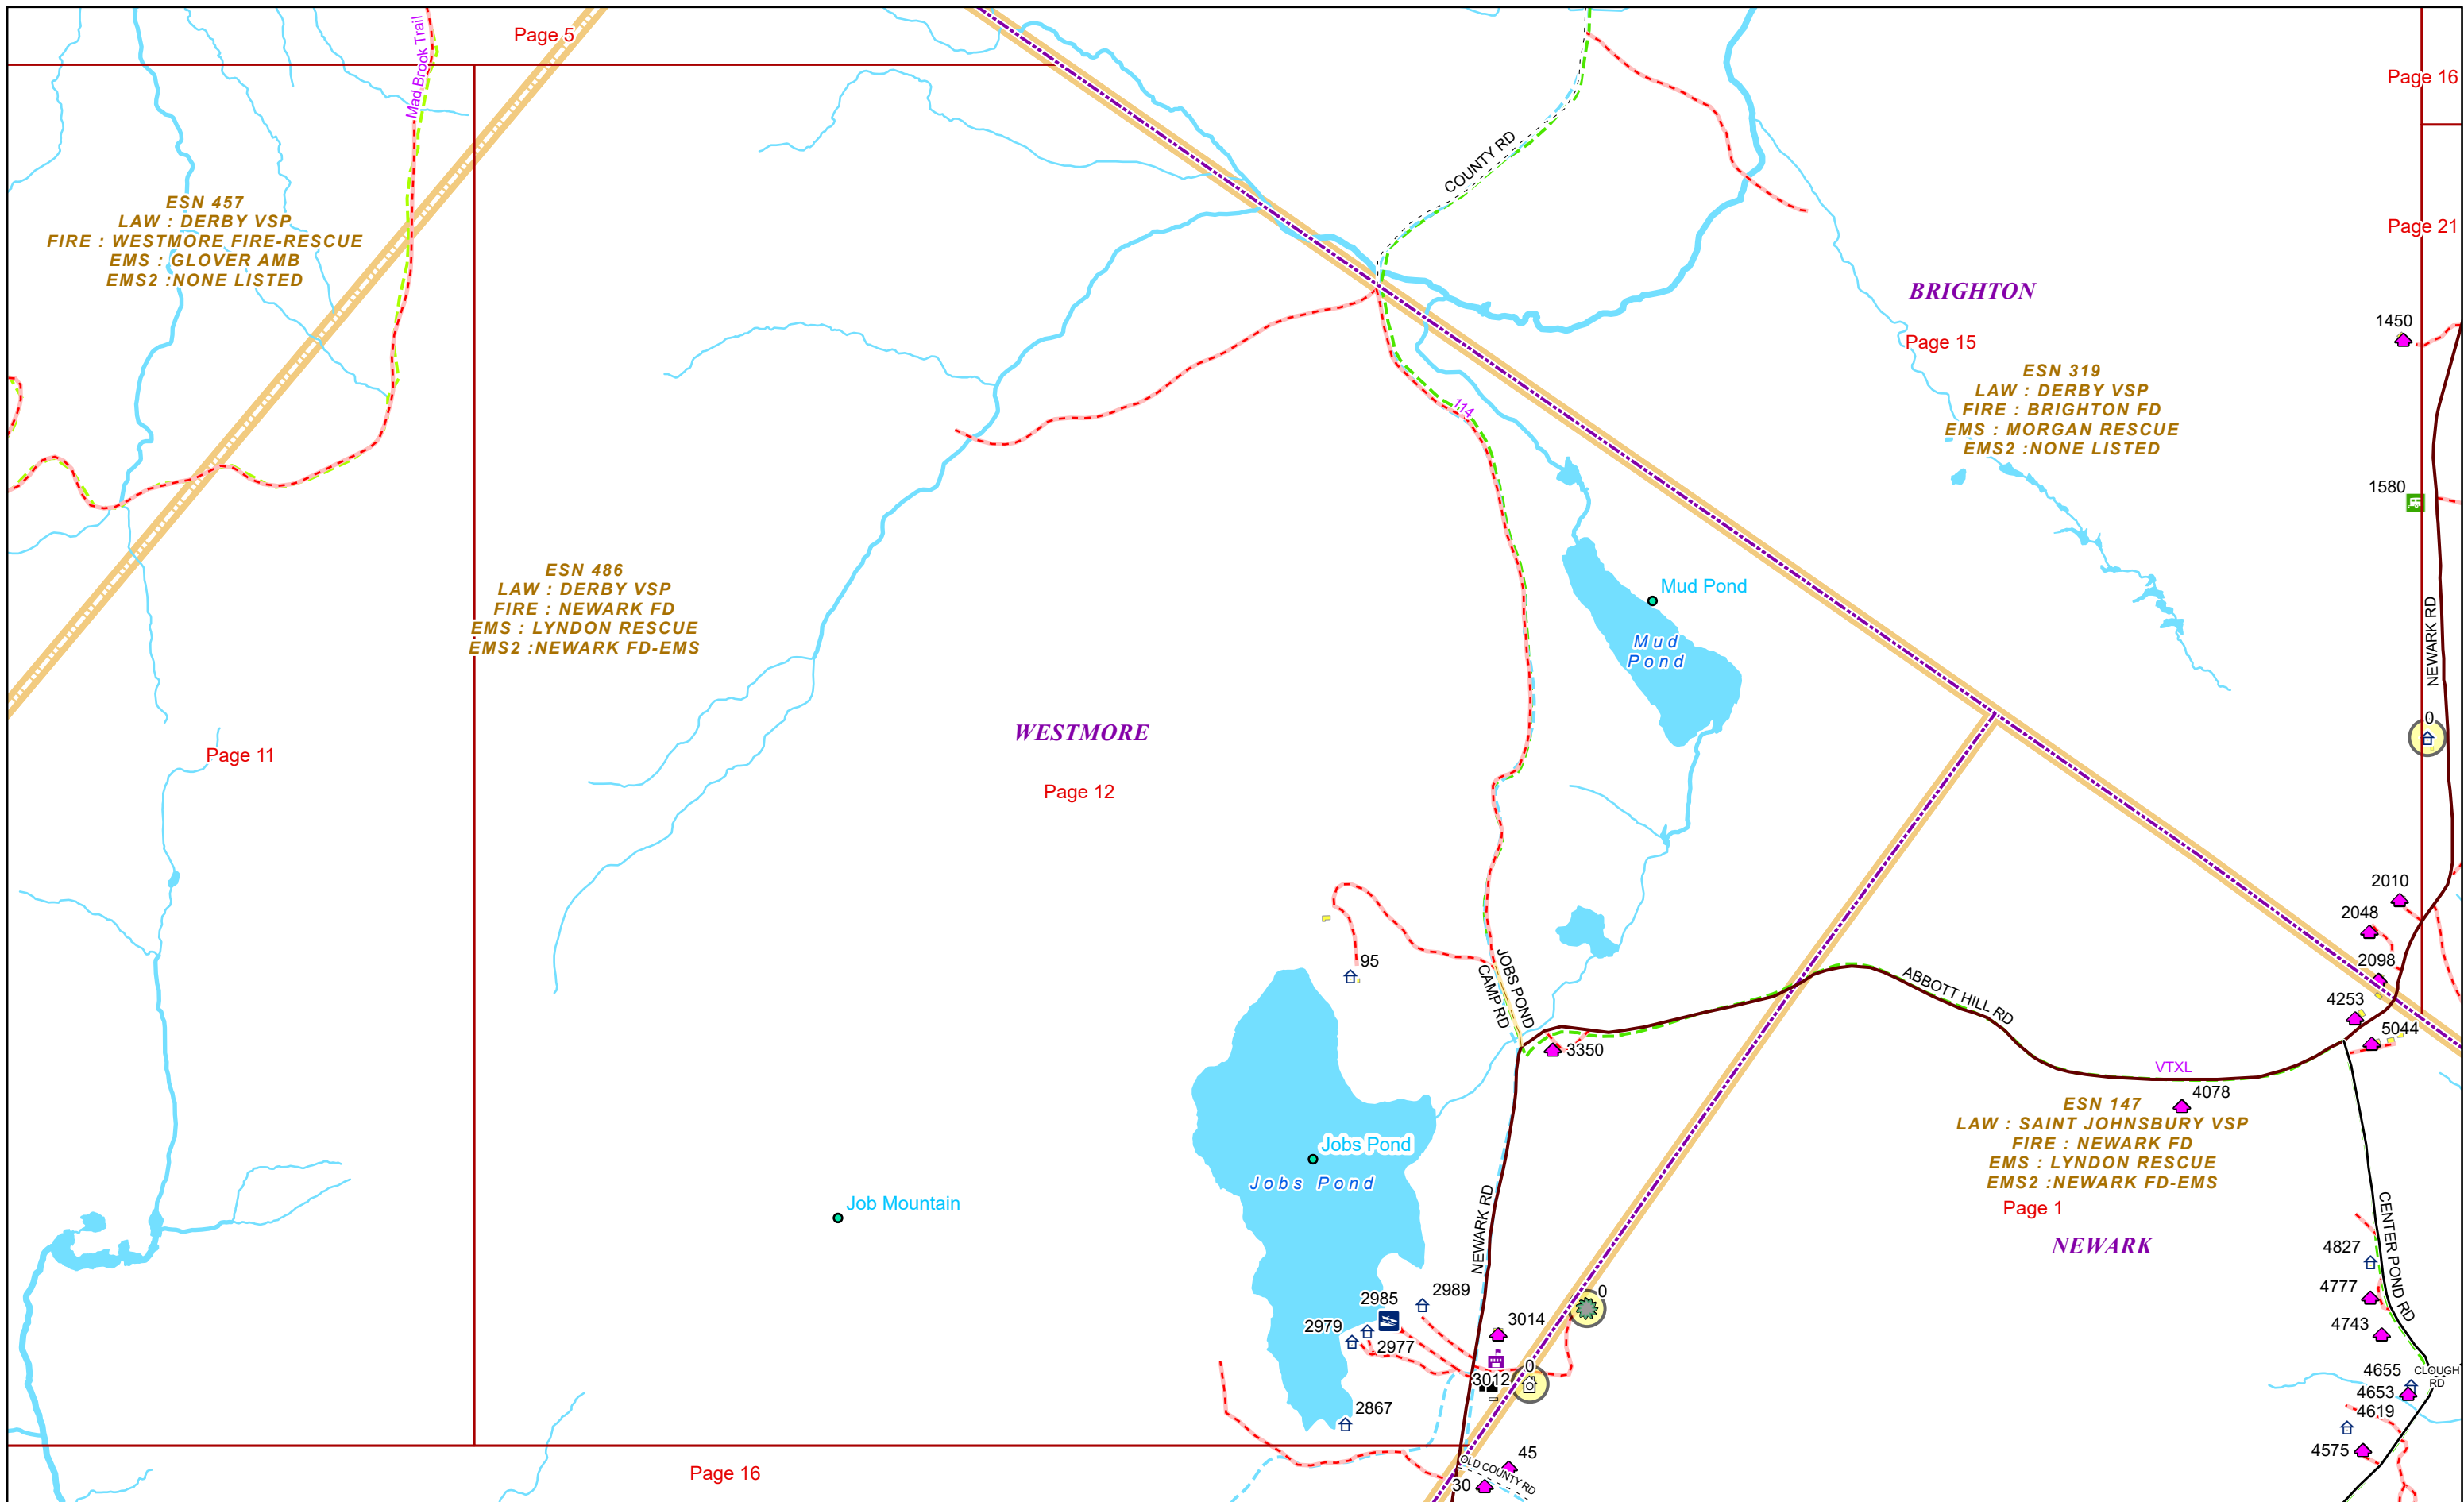 Page 5
Mad Brook Trail
Page 16
COUNTY RD
ESN 457
LAW : DERBY VSP
FIRE : WESTMORE FIRE-RESCUE
EMS : GLOVER AMB
EMS2 :NONE LISTED
Page 21
BRIGHTON
1450
Page 15
ESN 319
LAW : DERBY VSP
FIRE : BRIGHTON FD
EMS : MORGAN RESCUE
EMS2 :NONE LISTED
114
1580
ESN 486
LAW : DERBY VSP
FIRE : NEWARK FD
EMS : LYNDON RESCUE
EMS2 :NEWARK FD-EMS
Mud Pond
Mud
Pond
NEWARK RD
0
WESTMORE
Page 11
Page 12
2010
2048
2098
95
JOBS POND
CAMP RD
ABBOTT HILL RD
4253
5044
3350
VTXL
4078
ESN 147
LAW : SAINT JOHNSBURY VSP
FIRE : NEWARK FD
EMS : LYNDON RESCUE
EMS2 :NEWARK FD-EMS
Page 1
NEWARK
Jobs Pond
Jobs Pond
Job Mountain
NEWARK RD
CENTER POND RD
4827
4777
4743
2989
2985
2979
2977
3014
0
0
3012
4655
CLOUGH
RD
4653
4619
4575
2867
45
OLD COUNTY RD
30
Page 16